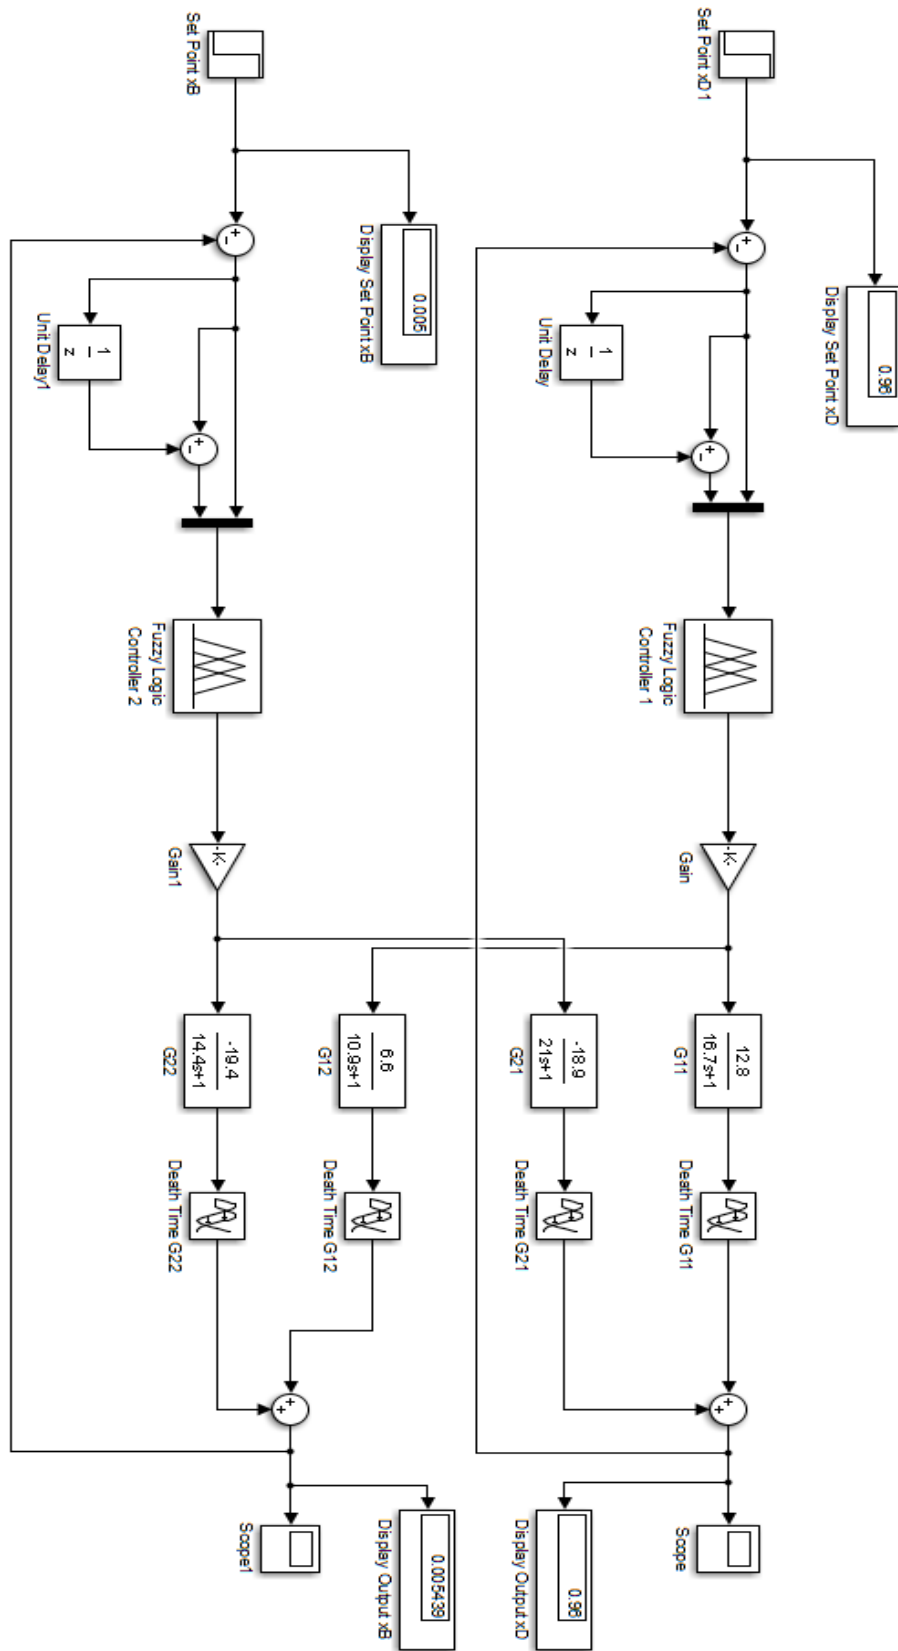 Set Point xD1
0.96
Display Set Point xD
+
-
1
z
Unit Delay
+
-
Fuzzy Logic
Controller 1
-K-
Gain
12.8
16.7s+1
G11
Death Time G11
-18.9
21s+1
G21
Death Time G21
+
+
Scope
0.96
Display Output xD
Set Point xB
0.005
Display Set Point xB
+
-
1
z
Unit Delay1
+
-
Fuzzy Logic
Controller 2
-K-
Gain1
6.6
10.9s+1
G12
Death Time G12
-19.4
14.4s+1
G22
Death Time G22
+
+
0.005439
Display Output xB
Scope1